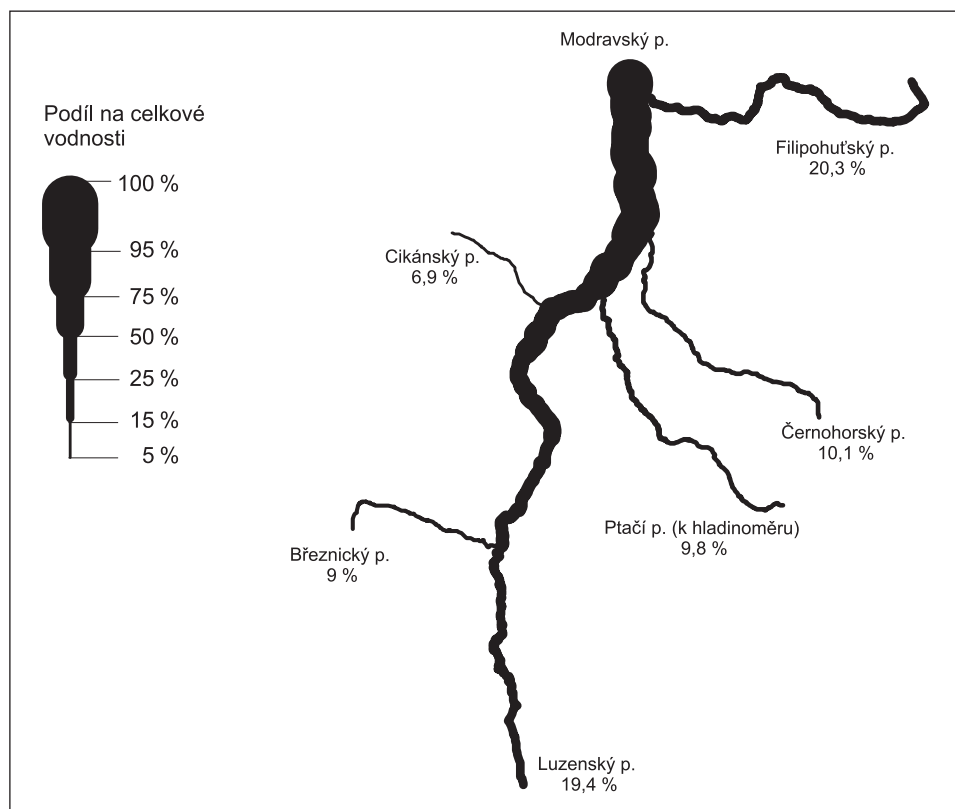 Modravský p.
Podíl na celkové
vodnosti
100 %
95 %
75 %
50 %
25 %
15 %
5 %
Filipohuťský p.
20,3 %
Cikánský p.
6,9 %
Černohorský p.
10,1 %
Ptačí p. (k hladinoměru)
9,8 %
Březnický p.
9 %
Luzenský p.
19,4 %